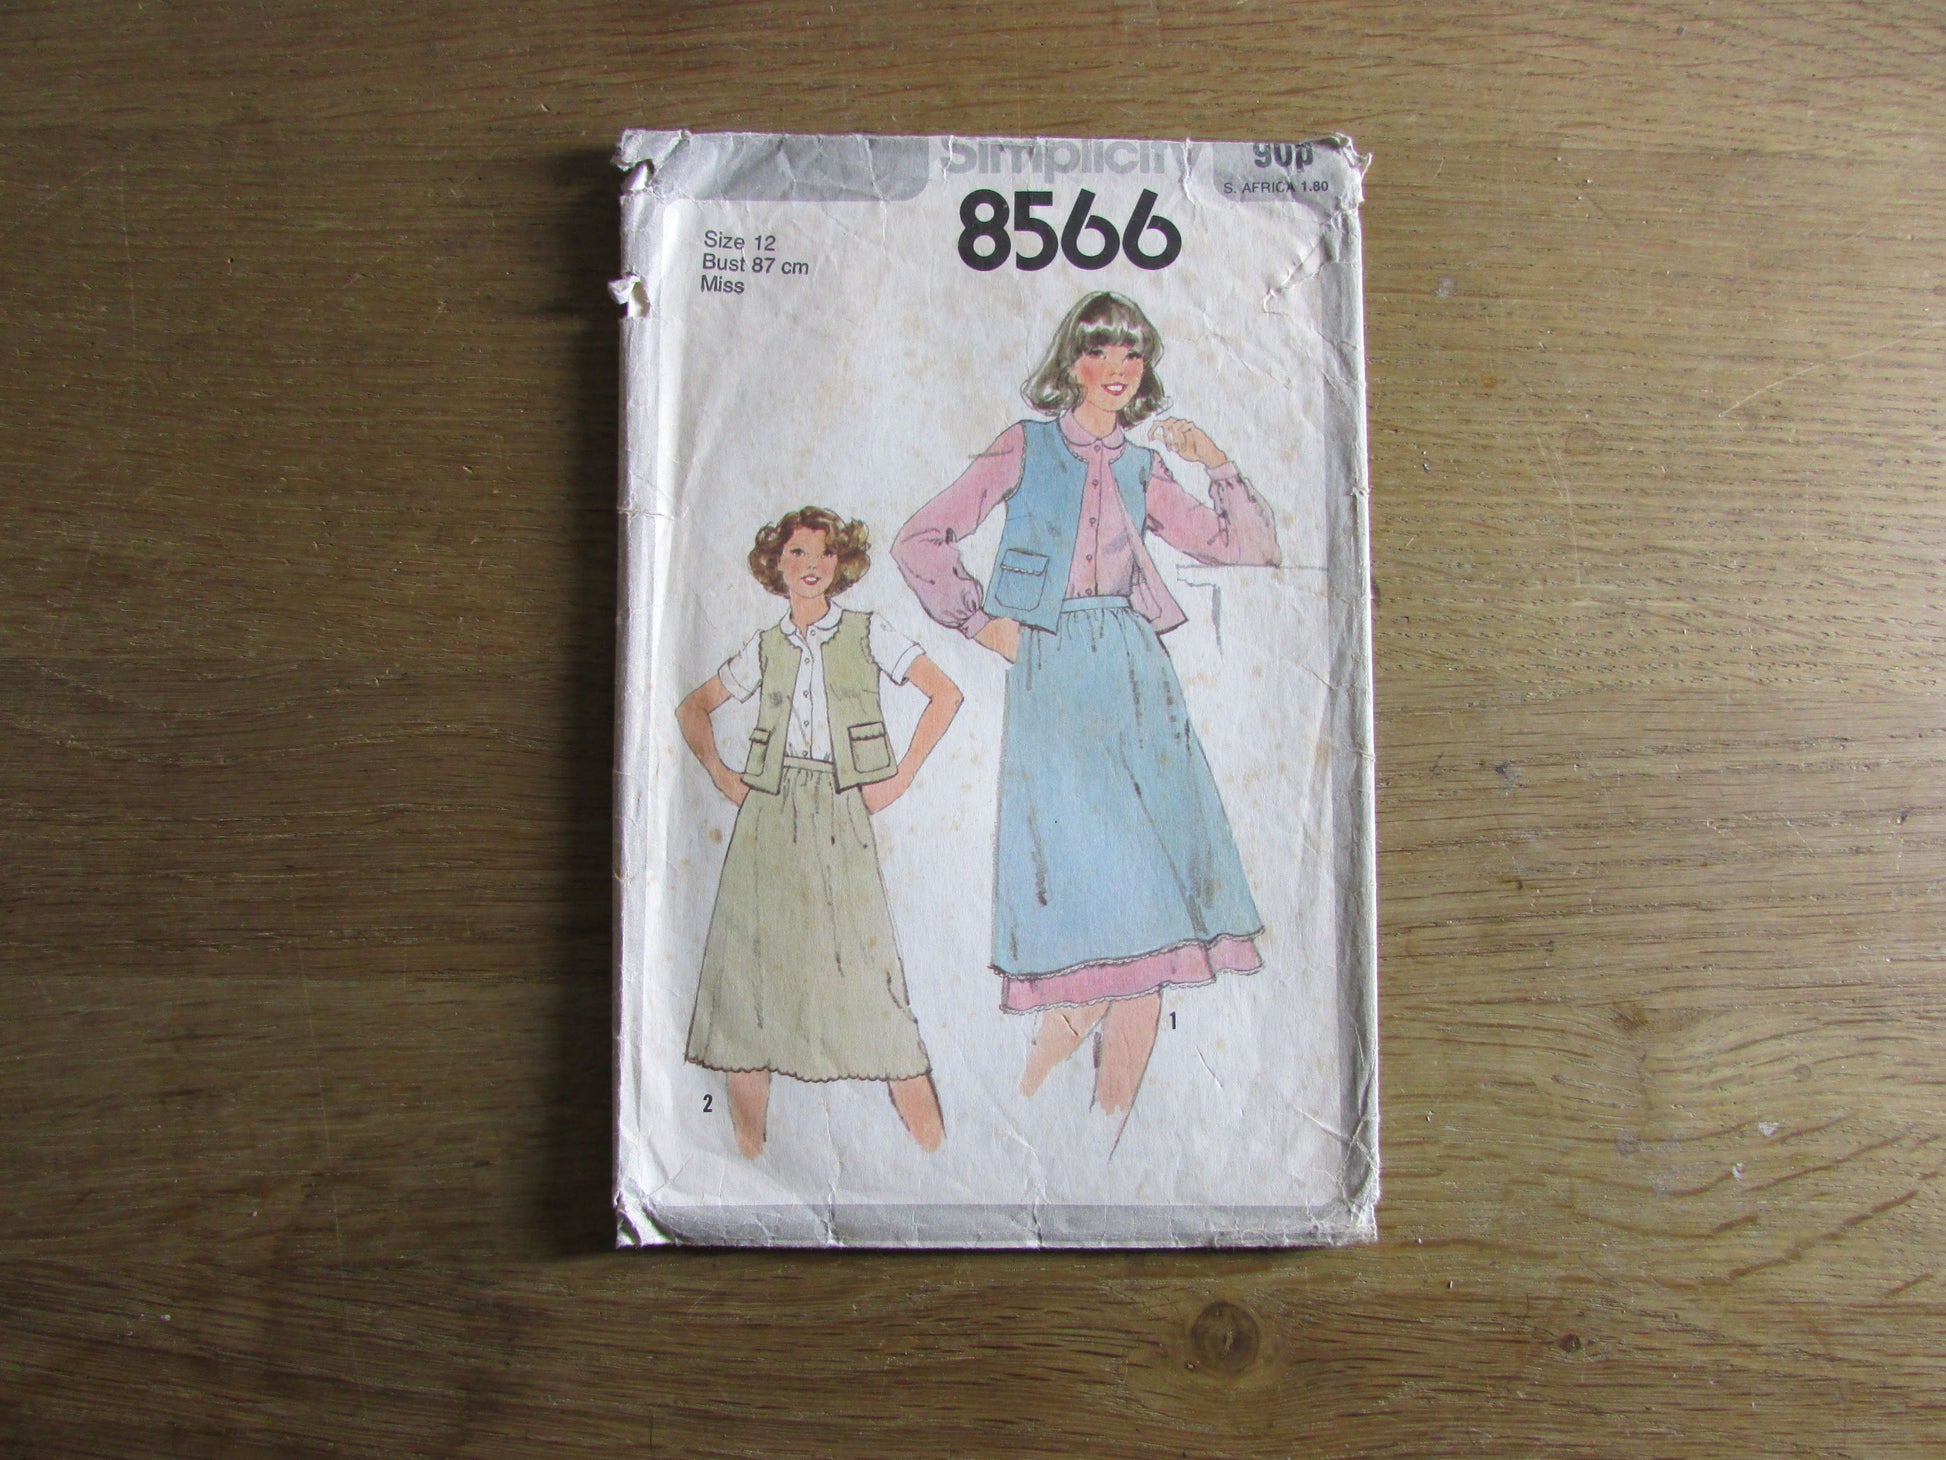 Simplicity
90p
S. AFRICA 1.80
8566
Size 12
Bust 87 cm
Miss
1
2